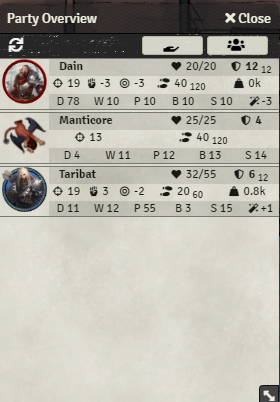 Party Overview
Close
Dain 20/20 12 12
19 -3 -3 40 120 0k
D 78 W 10 P 10 B 10 S 10 -3
Manticore 25/25 4
13 40 120
D 4 W 11 P 12 B 13 S 14
Taribat 32/55 6 12
19 3 -2 20 60 0.8k
D 11 W 12 P 55 B 3 S 15 +1